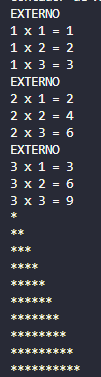 EXTERNO
1 x 1 = 1
1 x 2 = 2
1 x 3 = 3
EXTERNO
2 x 1 = 2
2 x 2 = 4
2 x 3 = 6
EXTERNO
3 x 1 = 3
3 x 2 = 6
3 x 3 = 9
*
**
***
****
*****
******
*******
********
*********
**********